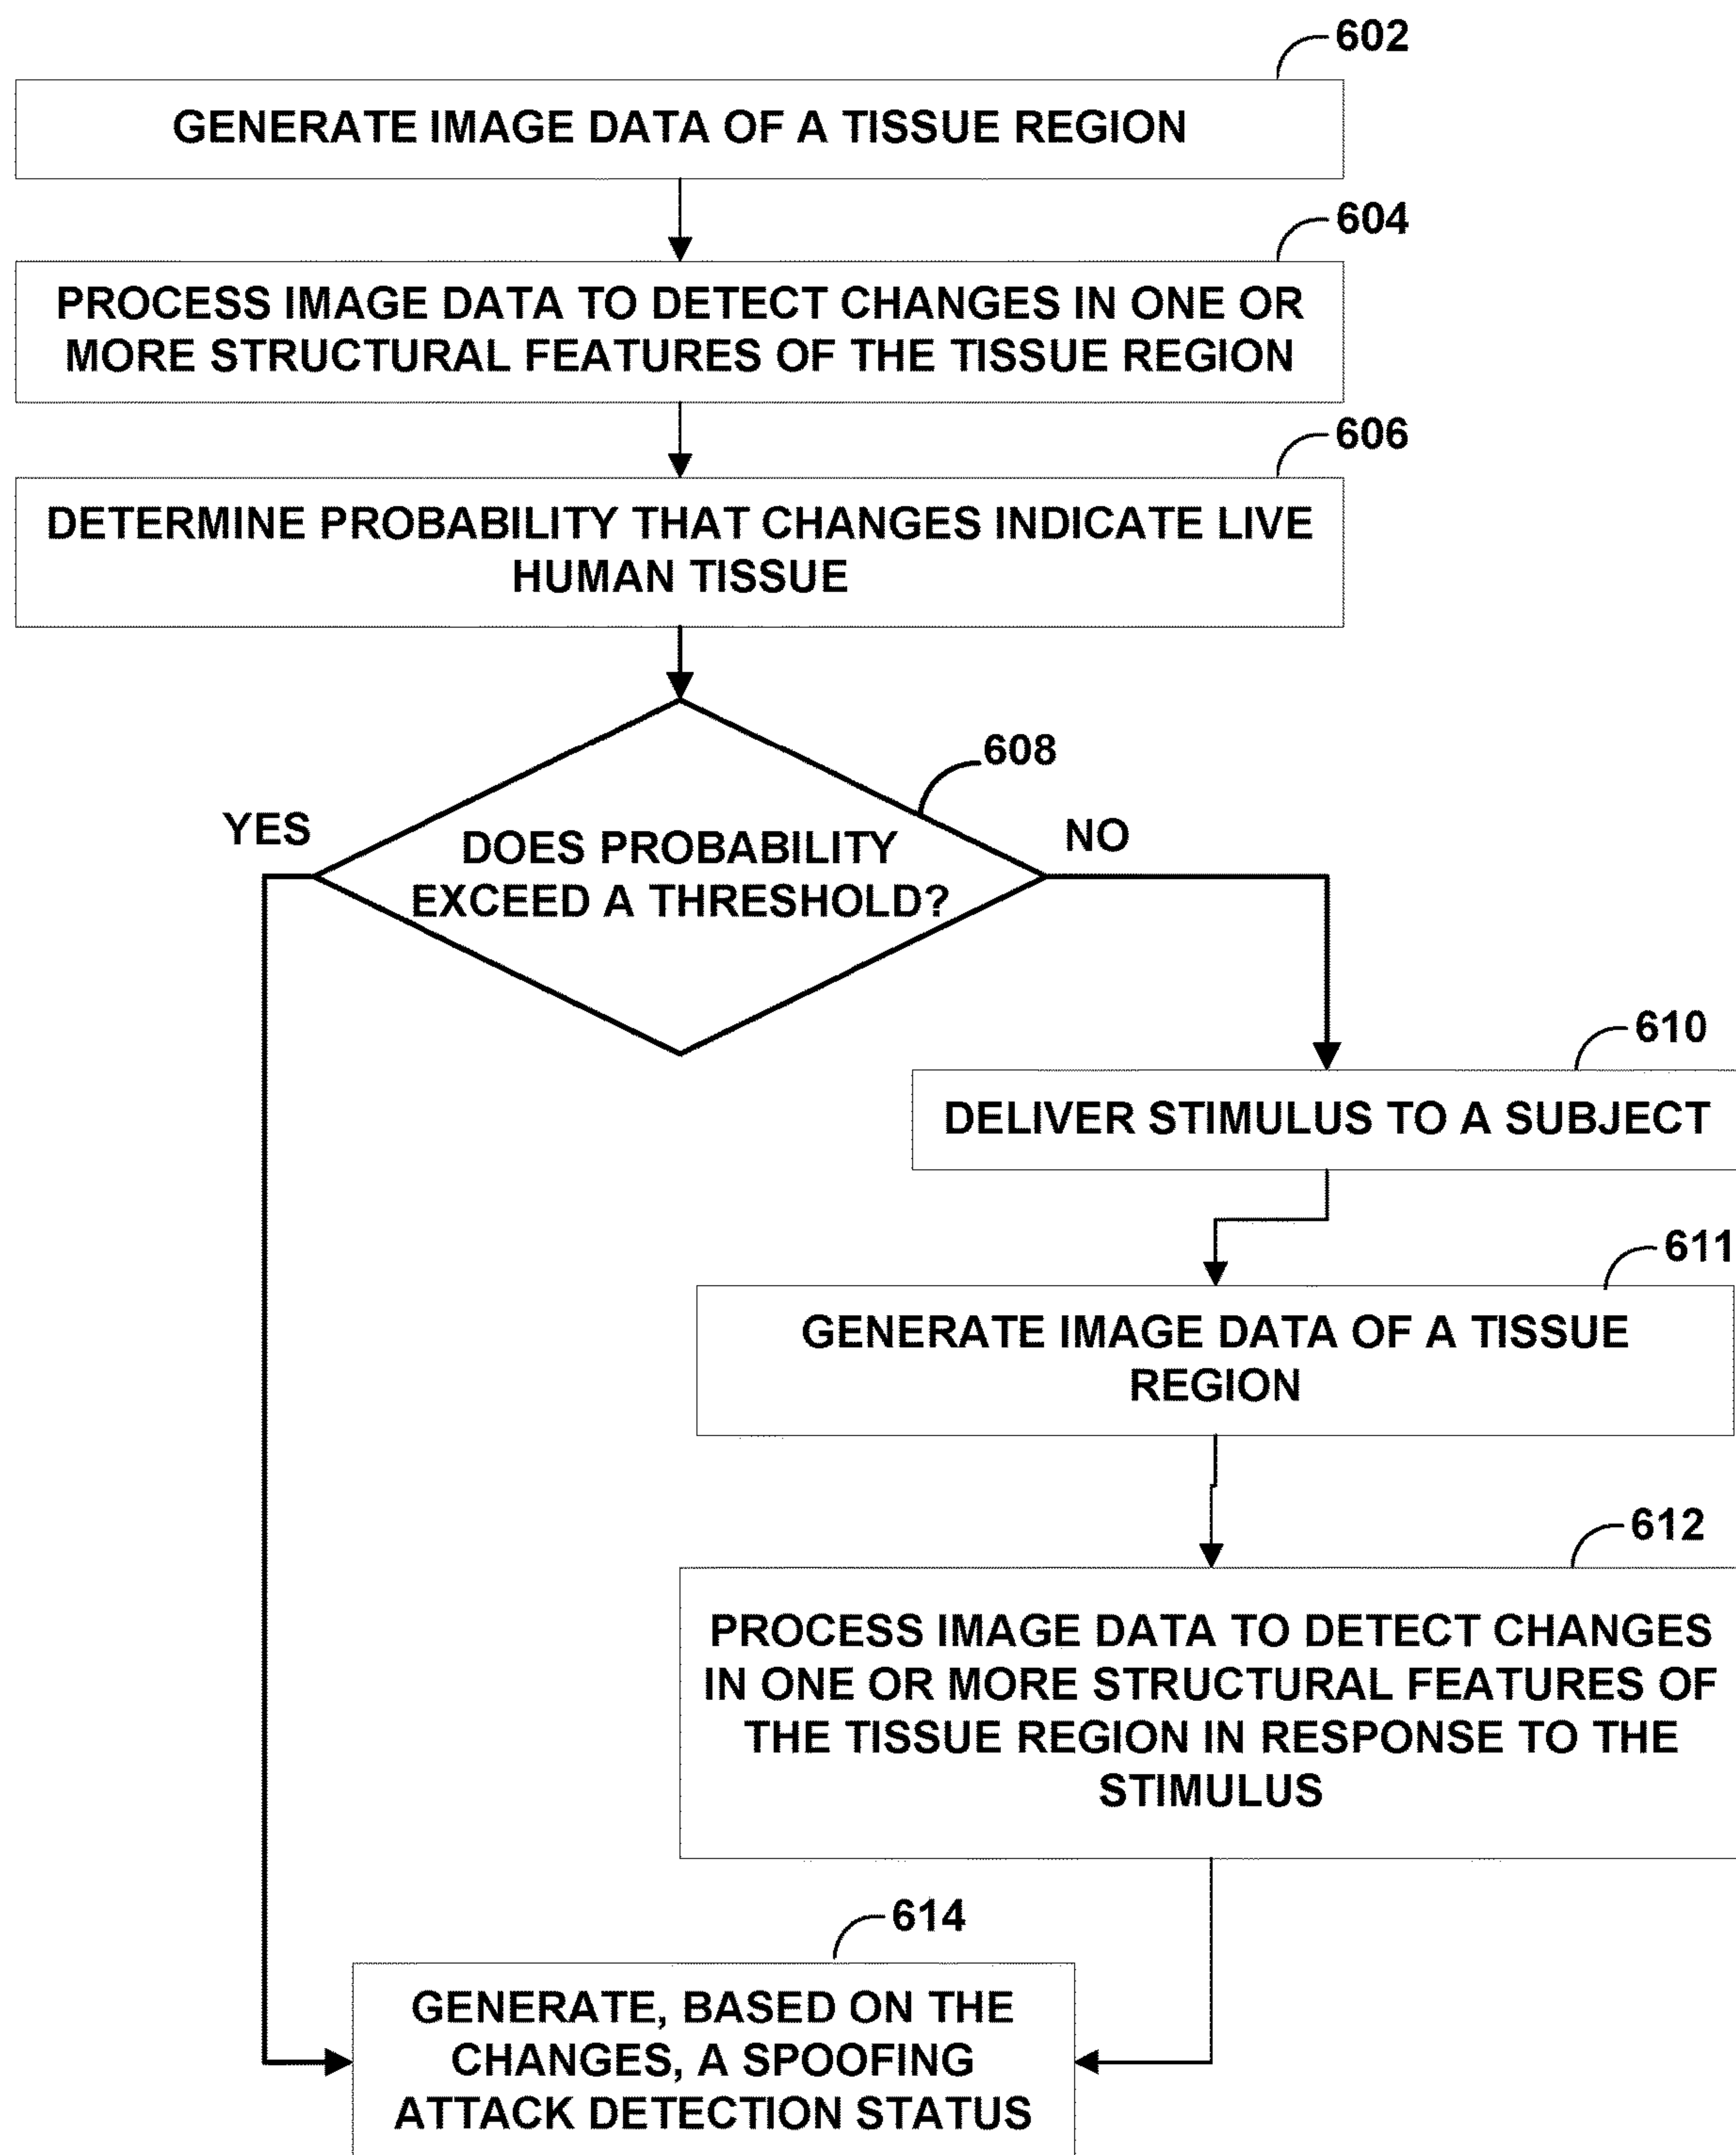 602
GENERATE IMAGE DATA OF A TISSUE REGION
604
PROCESS IMAGE DATA TO DETECT CHANGES IN ONE OR
MORE STRUCTURAL FEATURES OF THE TISSUE REGION
606
DETERMINE PROBABILITY THAT CHANGES INDICATE LIVE
HUMAN TISSUE
608
YES
NO
DOES PROBABILITY
EXCEED A THRESHOLD?
610
DELIVER STIMULUS TO A SUBJECT
611
GENERATE IMAGE DATA OF A TISSUE
REGION
612
PROCESS IMAGE DATA TO DETECT CHANGES
IN ONE OR MORE STRUCTURAL FEATURES OF
THE TISSUE REGION IN RESPONSE TO THE
STIMULUS
614
GENERATE, BASED ON THE
CHANGES, A SPOOFING
ATTACK DETECTION STATUS